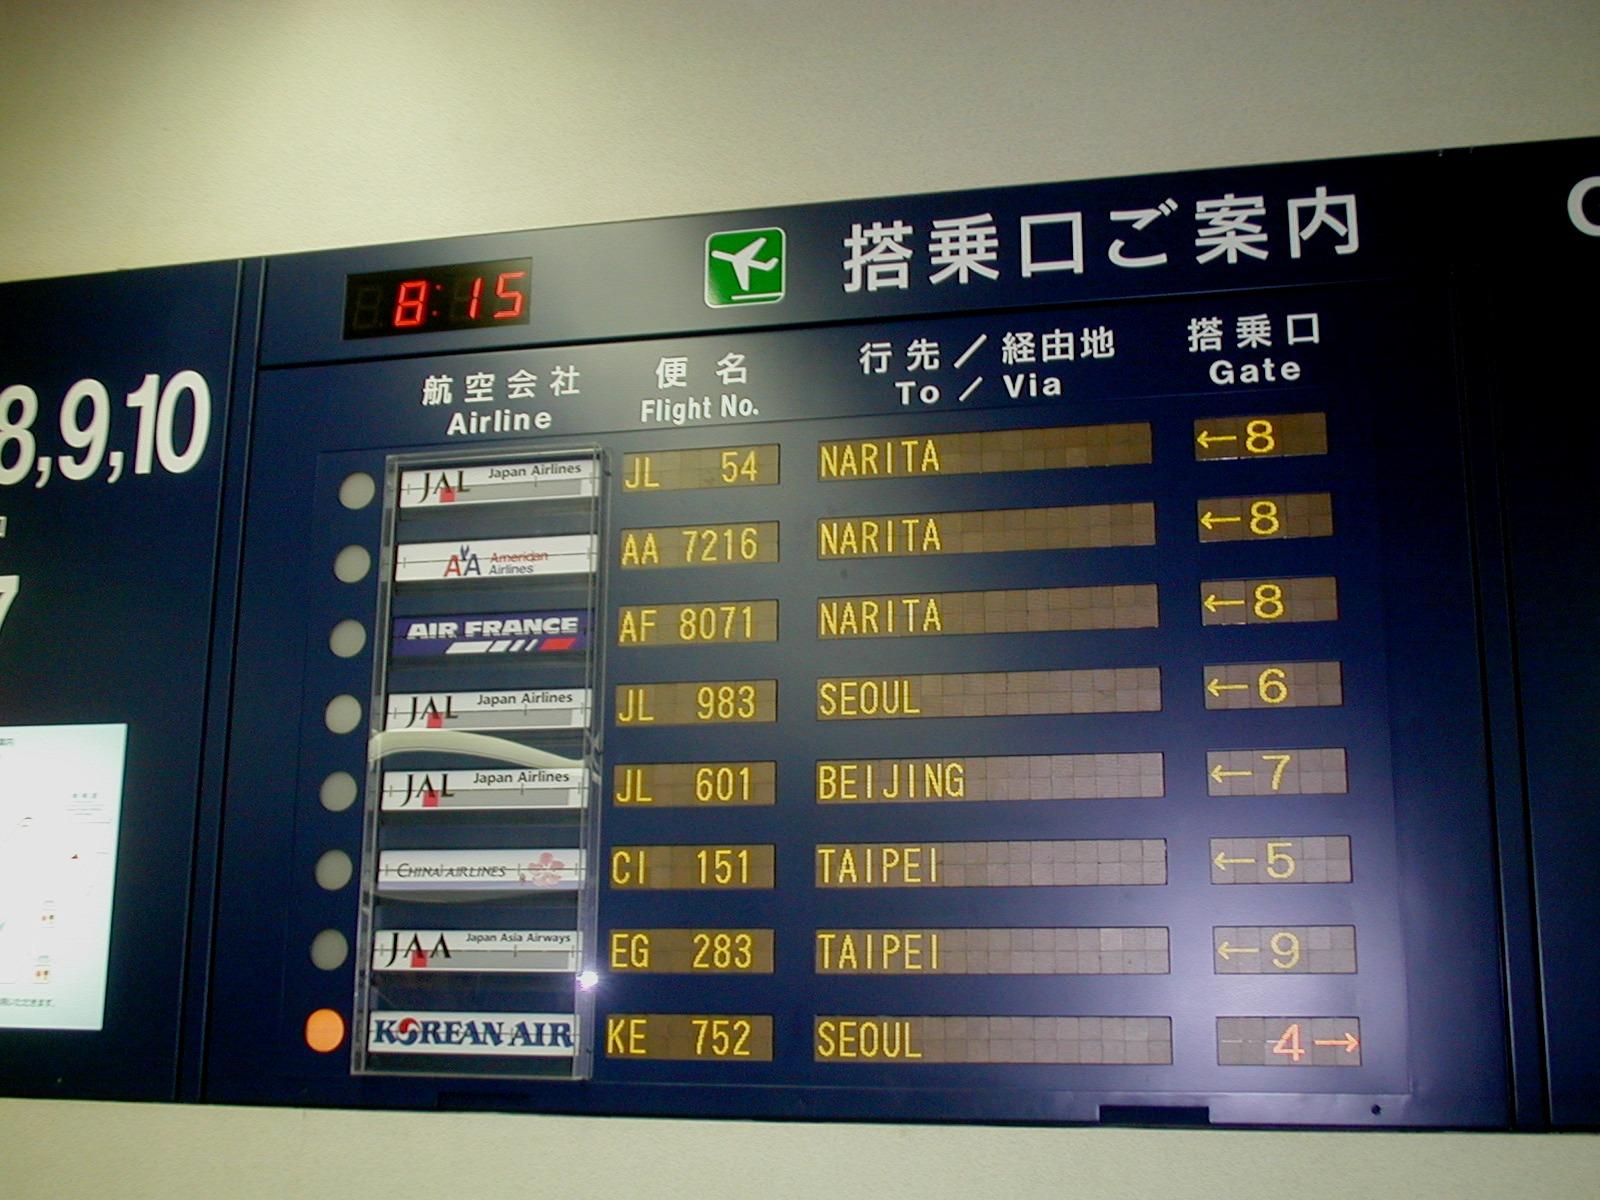 8,9,10
7
8:15
搭乗口ご案内
航空会社 便名 行先／経由地 搭乗口
Airline Flight No. To / Via Gate
JAL Japan Airlines JL 54 NARITA ←8
AA American Airlines AA 7216 NARITA ←8
AIR FRANCE AF 8071 NARITA ←8
JAL Japan Airlines JL 983 SEOUL ←6
JAL Japan Airlines JL 601 BEIJING ←7
CHINA AIRLINES CI 151 TAIPEI ←5
JAA Japan Asia Airways EG 283 TAIPEI ←9
KOREAN AIR KE 752 SEOUL 4→